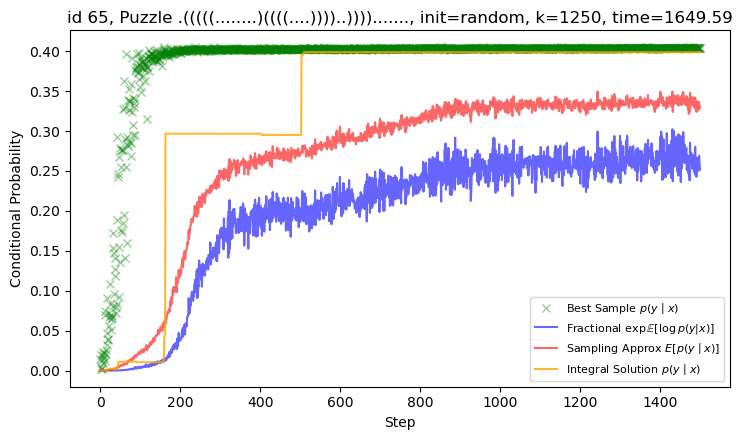 id 65, Puzzle .(((((........)((((....))))..))))......., init=random, k=1250, time=1649.59
0.40
0.35
0.30
0.25
0.20
0.15
0.10
0.05
0.00
Conditional Probability
Best Sample p(y | x)
Fractional exp 𝔼[log p(y|x)]
Sampling Approx E[p(y | x)]
Integral Solution p(y | x)
0 200 400 600 800 1000 1200 1400
Step